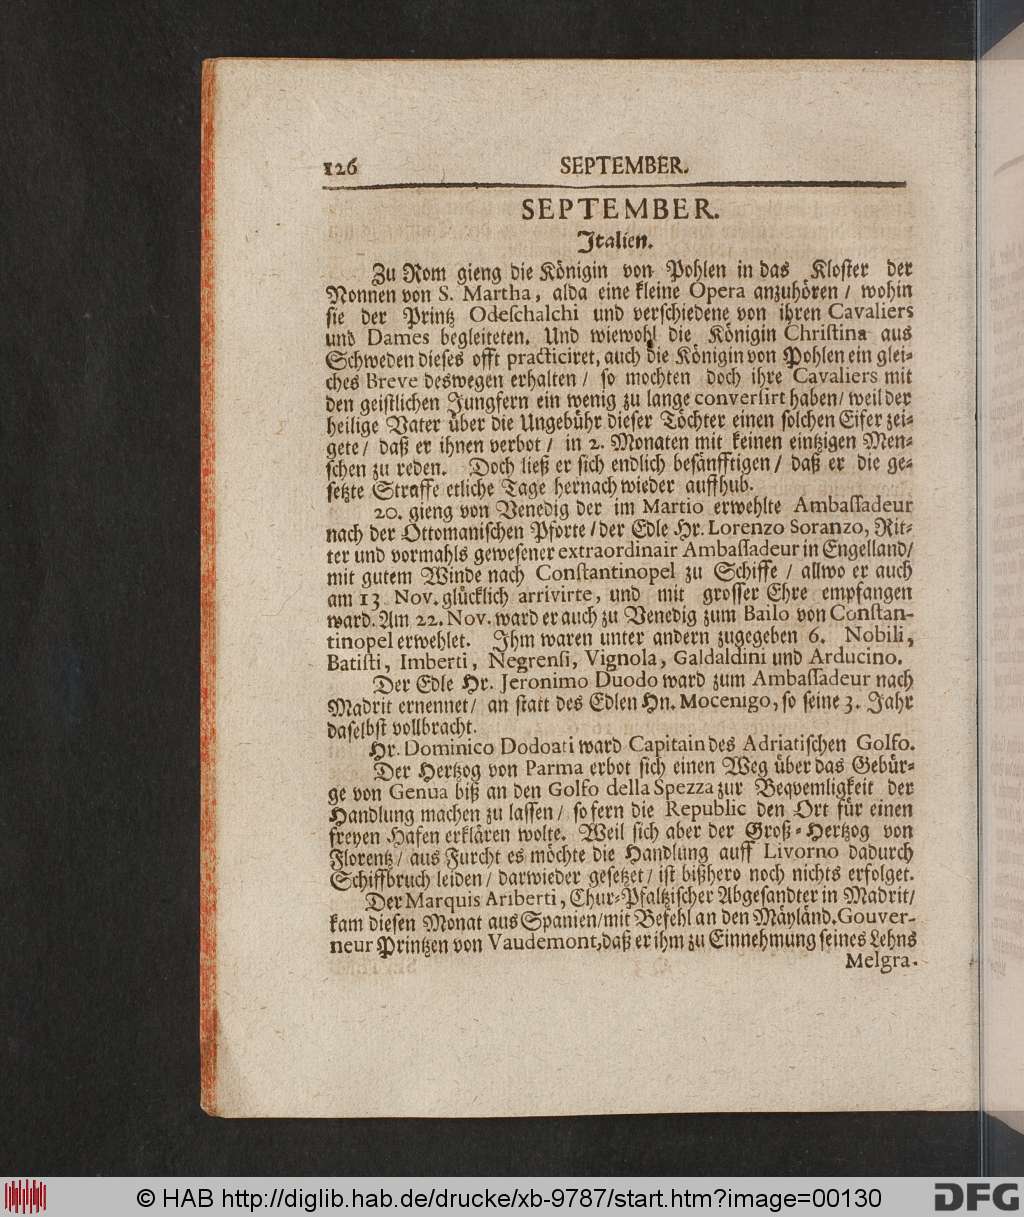 126 SEPTEMBER.
SEPTEMBER.
Italien.
Zu Rom gieng die Königin von Pohlen in das Kloster der
Nonnen von S. Martha, alda eine kleine Opera anzuhören / wohin
sie der Printz Odeschalchi und verschiedene von ihren Cavaliers
und Dames begleiteten. Und wiewohl die Königin Christina aus
Schweden dieses offt practiciret, auch die Königin von Pohlen ein glei-
ches Breve deswegen erhalten / so mochten doch ihre Cavaliers mit
den geistlichen Jungfern ein wenig zu lange conversirt haben / weil der
heilige Vater über die Ungebühr dieser Töchter einen solchen Eifer zei-
gete / daß er ihnen verbot / in 2. Monaten mit keinen eintzigen Men-
schen zu reden. Doch ließ er sich endlich besänfftigen / daß er die ge-
setzte Straffe etliche Tage hernach wieder auffhub.
20. gieng von Venedig der im Martio erwehlte Ambassadeur
nach der Ottomanischen Pforte / der Edle Hr. Lorenzo Soranzo, Rit-
ter und vormahls gewesener extraordinair Ambassadeur in Engelland /
mit gutem Winde nach Constantinopel zu Schiffe / allwo er auch
am 13 Nov. glücklich arrivirte, und mit grosser Ehre empfangen
ward. Am 22. Nov. ward er auch zu Venedig zum Bailo von Constan-
tinopel erwehlet. Ihm waren unter andern zugegeben 6. Nobili,
Batisti, Imberti, Negrensi, Vignola, Galdaldini und Arducino.
Der Edle Hr. Jeronimo Duodo ward zum Ambassadeur nach
Madrit ernennet / an statt des Edlen Hn. Mocenigo, so seine 3. Jahr
daselbst vollbracht.
Hr. Dominico Dodoati ward Capitain des Adriatischen Golfo.
Der Hertzog von Parma erbot sich einen Weg über das Gebür-
ge von Genua biß an den Golfo della Spezza zur Beqvemligkeit der
Handlung machen zu lassen / so fern die Republic den Ort für einen
freyen Hafen erklären wolte. Weil sich aber der Groß-Hertzog von
Florentz / aus Furcht es möchte die Handlung auff Livorno dadurch
Schiffbruch leiden / darwieder gesetzet / ist bißhero noch nichts erfolget.
Der Marquis Ariberti, Chur-Pfaltzischer Abgesandter in Madrit /
kam diesen Monat aus Spanien / mit Befehl an den Mäyländ. Gouver-
neur Printzen von Vaudemont, daß er ihm zu Einnehmung seines Lehns
Melgra-
© HAB http://diglib.hab.de/drucke/xb-9787/start.htm?image=00130
DFG